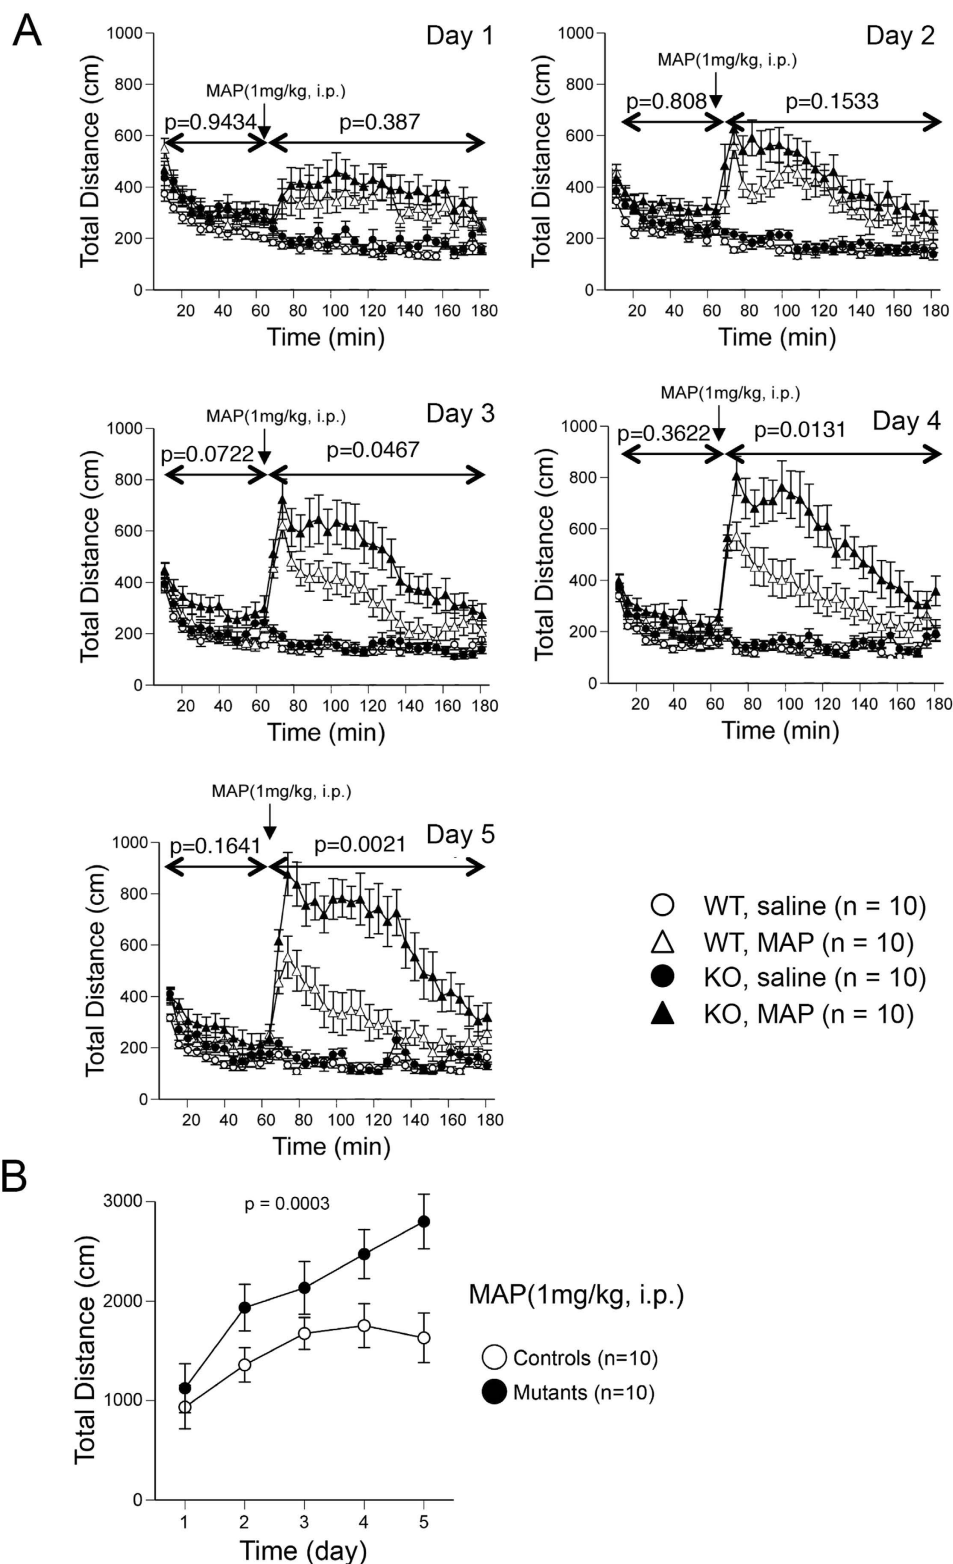 A
Day 1
MAP(1mg/kg, i.p.)
p=0.9434
p=0.387
Total Distance (cm)
1000
800
600
400
200
0
20 40 60 80 100 120 140 160 180
Time (min)
Day 2
MAP(1mg/kg, i.p.)
p=0.808
p=0.1533
Total Distance (cm)
1000
800
600
400
200
0
20 40 60 80 100 120 140 160 180
Time (min)
Day 3
MAP(1mg/kg, i.p.)
p=0.0722
p=0.0467
Total Distance (cm)
1000
800
600
400
200
0
20 40 60 80 100 120 140 160 180
Time (min)
Day 4
MAP(1mg/kg, i.p.)
p=0.3622
p=0.0131
Total Distance (cm)
1000
800
600
400
200
0
20 40 60 80 100 120 140 160 180
Time (min)
Day 5
MAP(1mg/kg, i.p.)
p=0.1641
p=0.0021
Total Distance (cm)
1000
800
600
400
200
0
20 40 60 80 100 120 140 160 180
Time (min)
WT, saline (n = 10)
WT, MAP (n = 10)
KO, saline (n = 10)
KO, MAP (n = 10)
B
p = 0.0003
Total Distance (cm)
3000
2000
1000
0
1 2 3 4 5
Time (day)
MAP(1mg/kg, i.p.)
Controls (n=10)
Mutants (n=10)